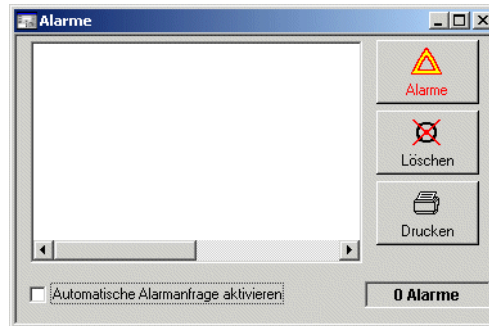 Alarme
Alarme
Löschen
Drucken
Automatische Alarmanfrage aktivieren
0 Alarme